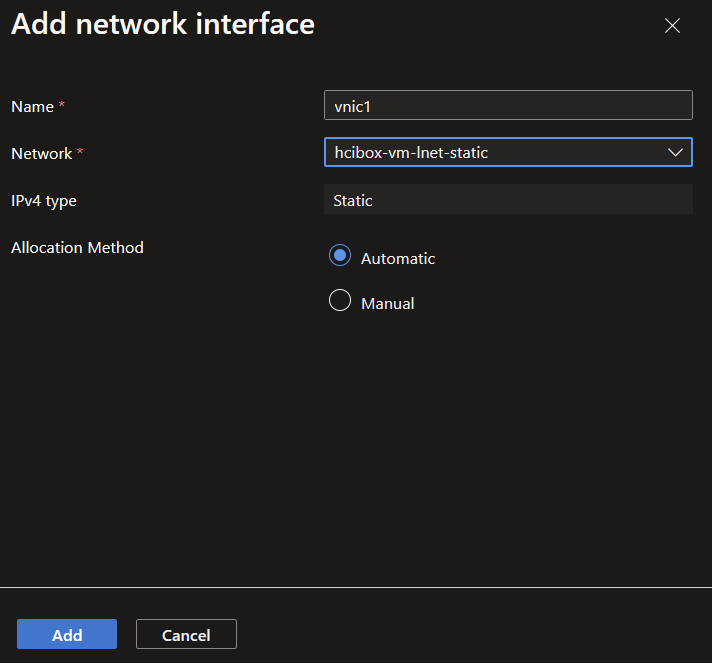 Add network interface
Name * vnic1
Network * hcibox-vm-lnet-static
IPv4 type Static
Allocation Method Automatic
Manual
Add Cancel